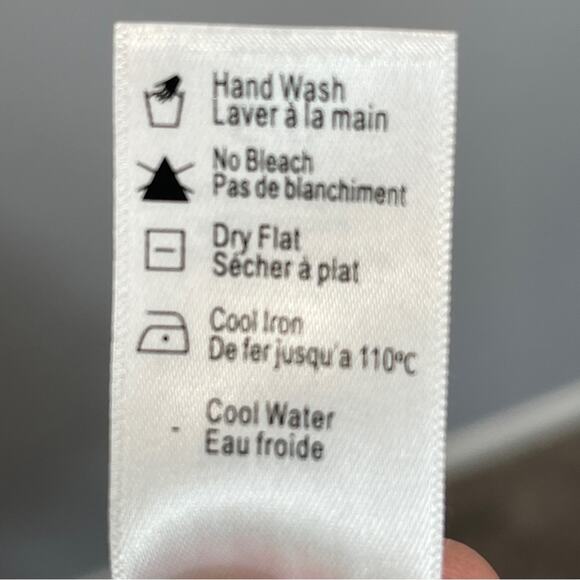 Hand Wash
Laver à la main
No Bleach
Pas de blanchiment
Dry Flat
Sécher à plat
Cool Iron
De fer jusqu'a 110ºC
- Cool Water
Eau froide